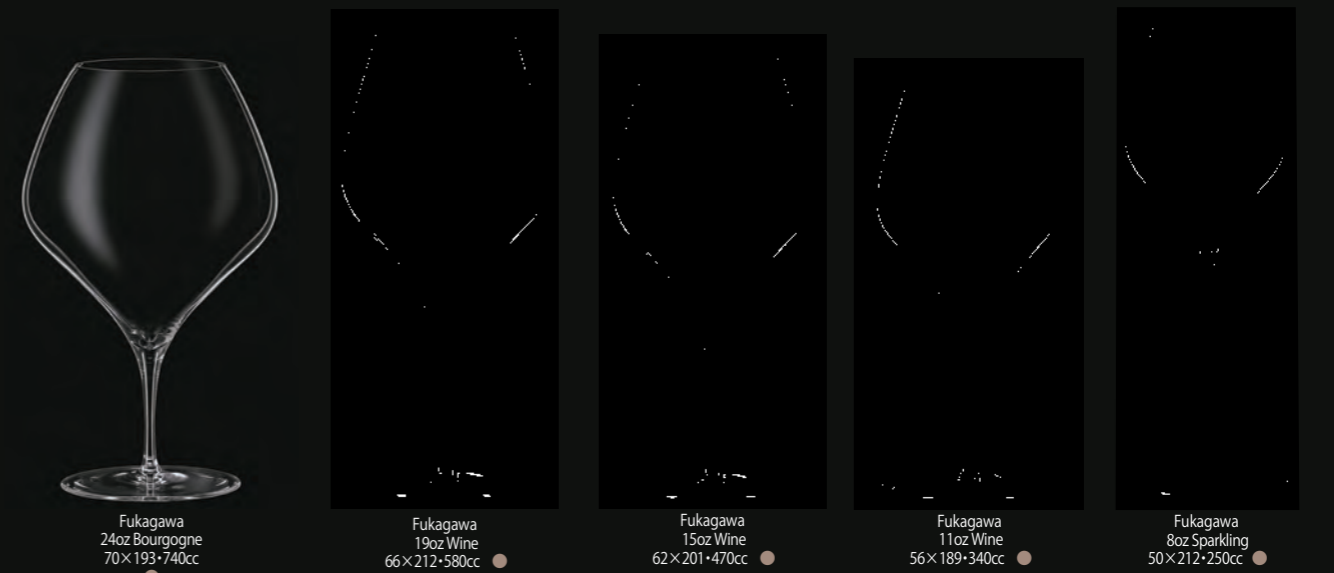 Fukagawa
24oz Bourgogne
70×193•740cc
Fukagawa
19oz Wine
66×212•580cc
Fukagawa
15oz Wine
62×201•470cc
Fukagawa
11oz Wine
56×189•340cc
Fukagawa
8oz Sparkling
50×212•250cc